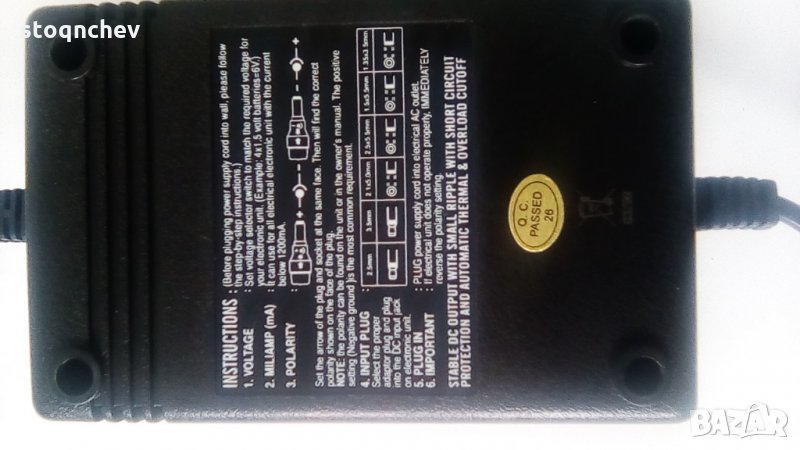 stoqnchev
INSTRUCTIONS : (Before plugging power supply cord into wall, please follow
the step-by-step instructions.)
1. VOLTAGE : Set voltage selector switch to match the required voltage for
your electronic unit. (Example: 4x1,5 volt batteries=6V.)
2. MILLIAMP (mA) : It can use for all electrical electronic unit with the current
below 1200mA.
3. POLARITY :
Set the arrow of the plug and socket at the same face. Then will find the correct
polarity shown on the face of the plug.
NOTE: the polarity can be found on the unit or in the owner's manual. The positive
setting (Negative ground )is the most common requirement.
4. INPUT PLUG :
Select the proper
adaptor plug and plug
into the DC input jack
on electronic unit.
2.5mm 3.5mm 2.1x5.0mm 2.5x5.5mm 1.5x5.5mm 1.35x3.5mm
5. PLUG IN : PLUG power supply cord into electrical AC outlet.
6. IMPORTANT : If electrical unit does not operate properly, IMMEDIATELY
reverse the polarity setting.
STABLE DC OUTPUT WITH SMALL RIPPLE WITH SHORT CIRCUIT
PROTECTION AND AUTOMATIC THERMAL & OVERLOAD CUTOFF
Q.C.
PASSED
26
BAZAR